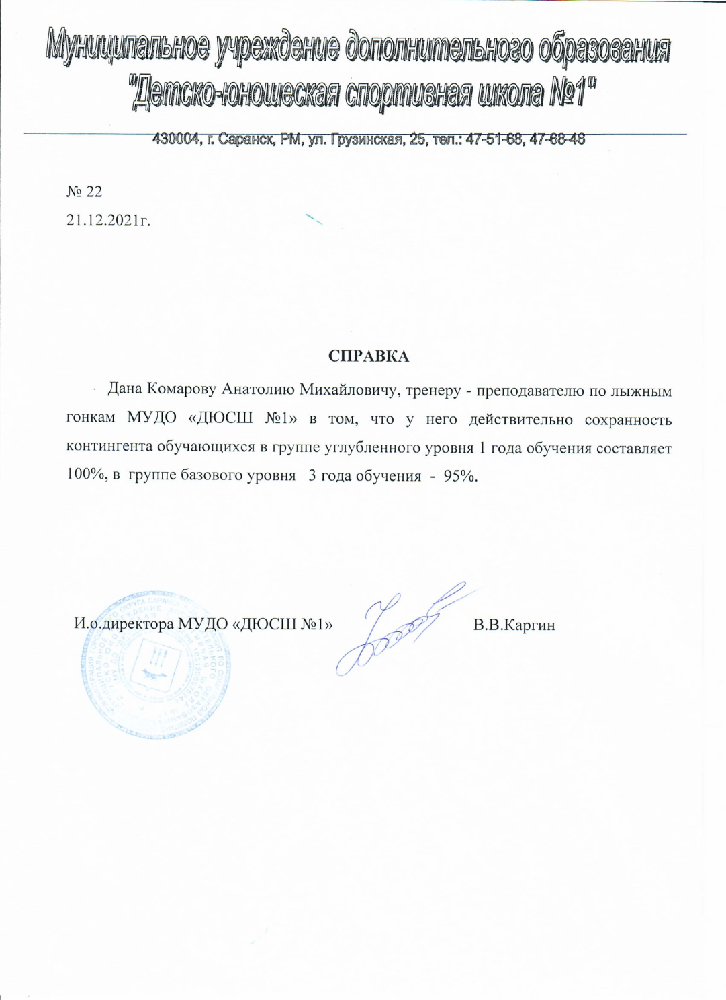 Муниципальное учреждение дополнительного образования
"Детско-юношеская спортивная школа №1"
430004, г. Саранск, РМ, ул. Грузинская, 25, тел.: 47-51-68, 47-68-46
№ 22
21.12.2021г.
СПРАВКА
Дана Комарову Анатолию Михайловичу, тренеру - преподавателю по лыжным
гонкам МУДО «ДЮСШ №1» в том, что у него действительно сохранность
контингента обучающихся в группе углубленного уровня 1 года обучения составляет
100%, в группе базового уровня 3 года обучения - 95%.
И.о.директора МУДО «ДЮСШ №1» В.В.Каргин